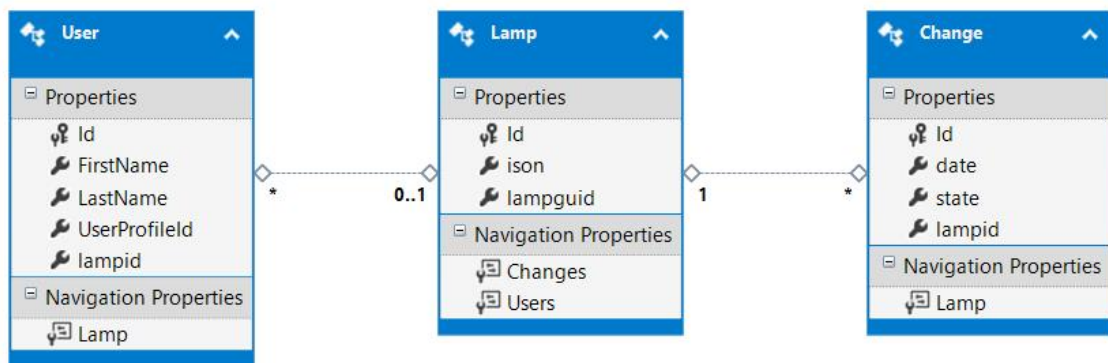 User
Properties
Id
FirstName
LastName
UserProfileId
lampid
Navigation Properties
Lamp
*
0..1
Lamp
Properties
Id
ison
lampguid
Navigation Properties
Changes
Users
1
*
Change
Properties
Id
date
state
lampid
Navigation Properties
Lamp